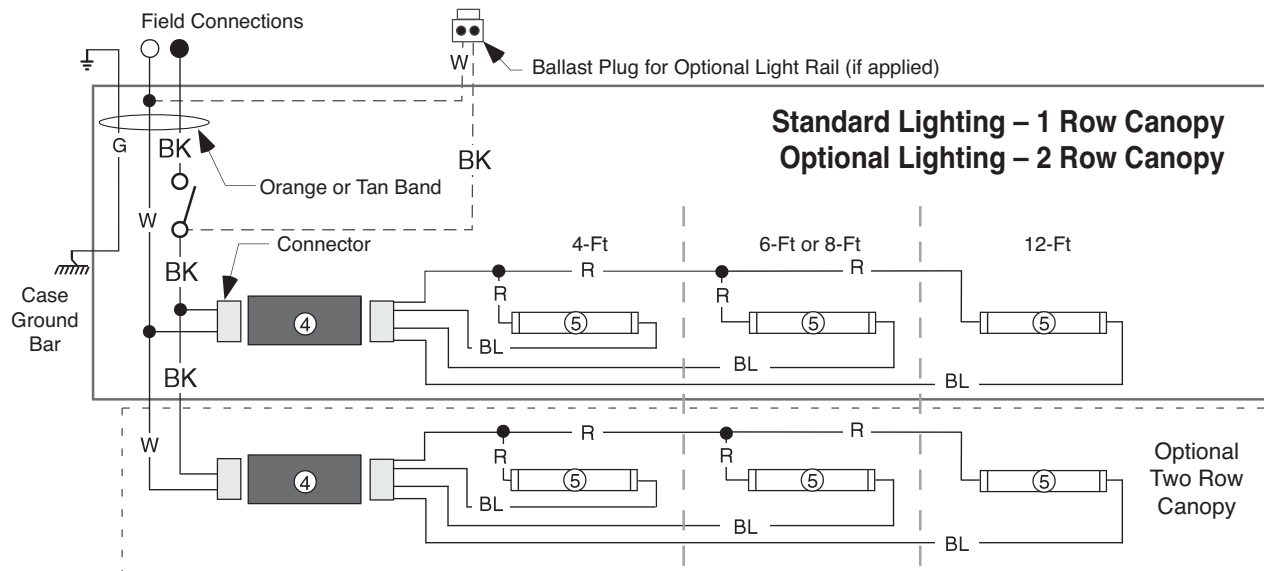 Field Connections
W
Ballast Plug for Optional Light Rail (if applied)
Standard Lighting – 1 Row Canopy
Optional Lighting – 2 Row Canopy
G
BK
BK
Orange or Tan Band
W
Connector
4-Ft
6-Ft or 8-Ft
12-Ft
BK
R
R
R
R
Case
Ground
Bar
4
5
5
5
BL
BL
BK
BL
W
R
R
R
R
Optional
Two Row
Canopy
4
5
5
5
BL
BL
BL